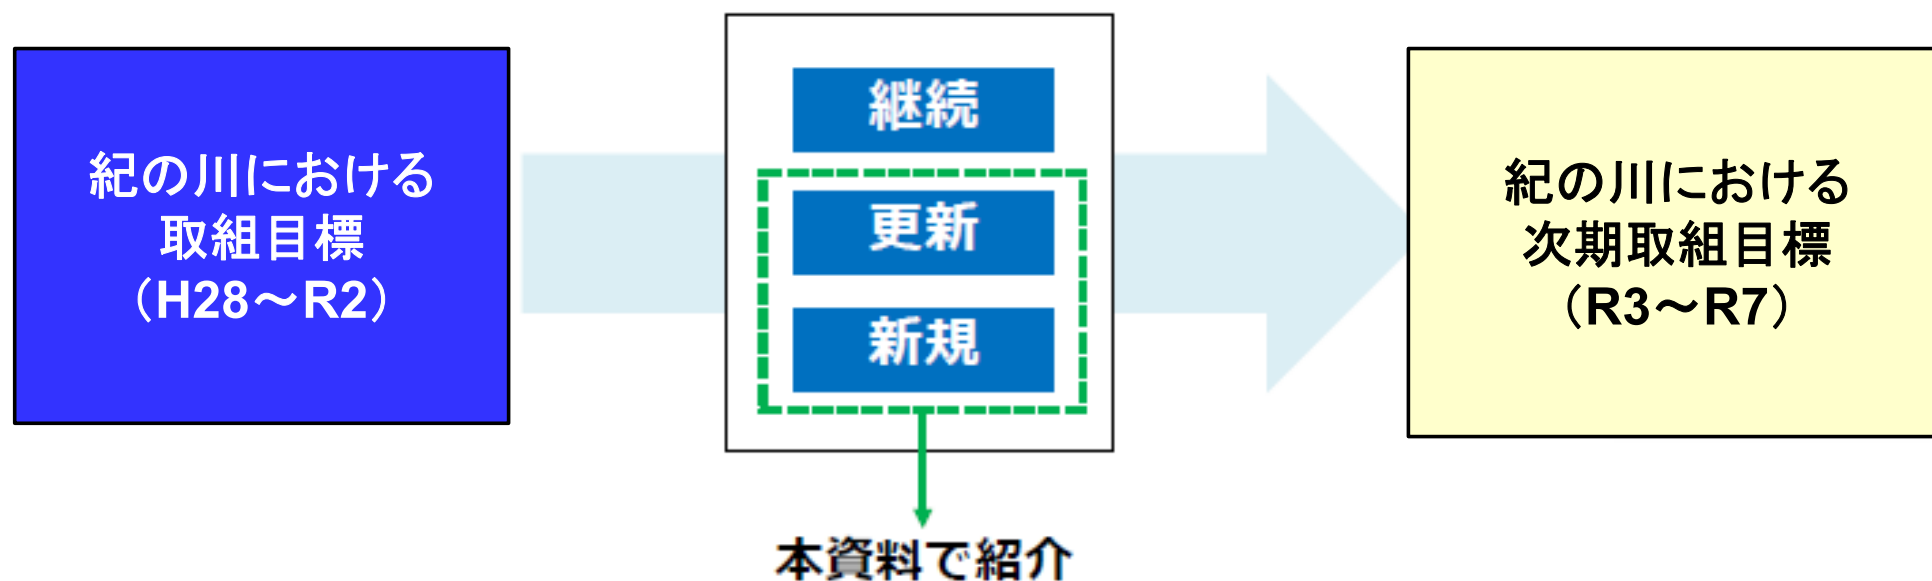 紀の川における
取組目標
（H28～R2）
継続
更新
新規
本資料で紹介
紀の川における
次期取組目標
（R3～R7）